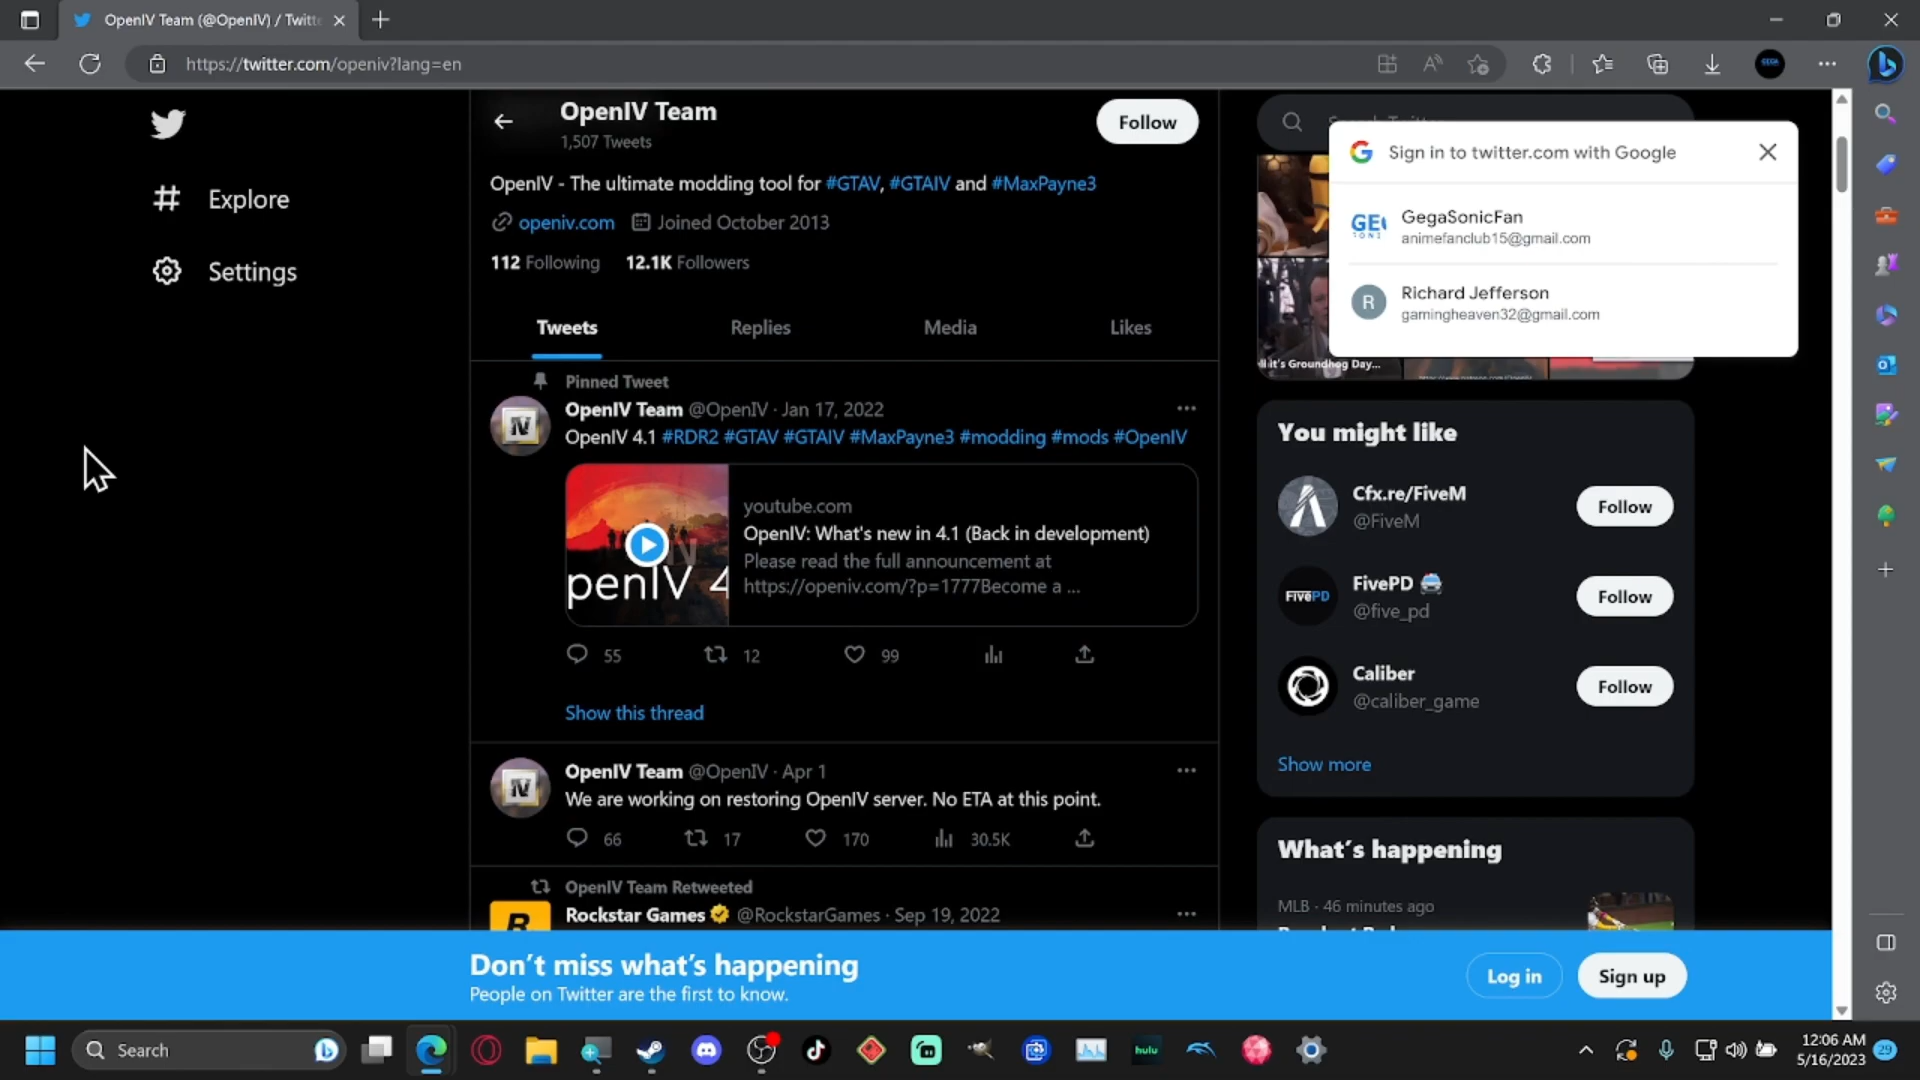 OpenIV Team (@OpenIV) / Twitt
https://twitter.com/openiv?lang=en
GEGA
Explore
Settings
OpenIV Team
1,507 Tweets
Follow
OpenIV - The ultimate modding tool for #GTAV, #GTAIV and #MaxPayne3
openiv.com Joined October 2013
112 Following 12.1K Followers
Tweets Replies Media Likes
Pinned Tweet
OpenIV Team @OpenIV · Jan 17, 2022
OpenIV 4.1 #RDR2 #GTAV #GTAIV #MaxPayne3 #modding #mods #OpenIV
penIV 4
youtube.com
OpenIV: What's new in 4.1 (Back in development)
Please read the full announcement at
https://openiv.com/?p=1777Become a ...
55 12 99
Show this thread
OpenIV Team @OpenIV · Apr 1
We are working on restoring OpenIV server. No ETA at this point.
66 17 170 30.5K
OpenIV Team Retweeted
Rockstar Games @RockstarGames · Sep 19, 2022
Sign in to twitter.com with Google
GegaSonicFan
animefanclub15@gmail.com
R
Richard Jefferson
gamingheaven32@gmail.com
it's Groundhog Day...
You might like
Cfx.re/FiveM
@FiveM
Follow
FIVEPD
FivePD
@five_pd
Follow
Caliber
@caliber_game
Follow
Show more
What's happening
MLB · 46 minutes ago
Don't miss what's happening
People on Twitter are the first to know.
Log in
Sign up
Search
hulu
12:06 AM
5/16/2023
29